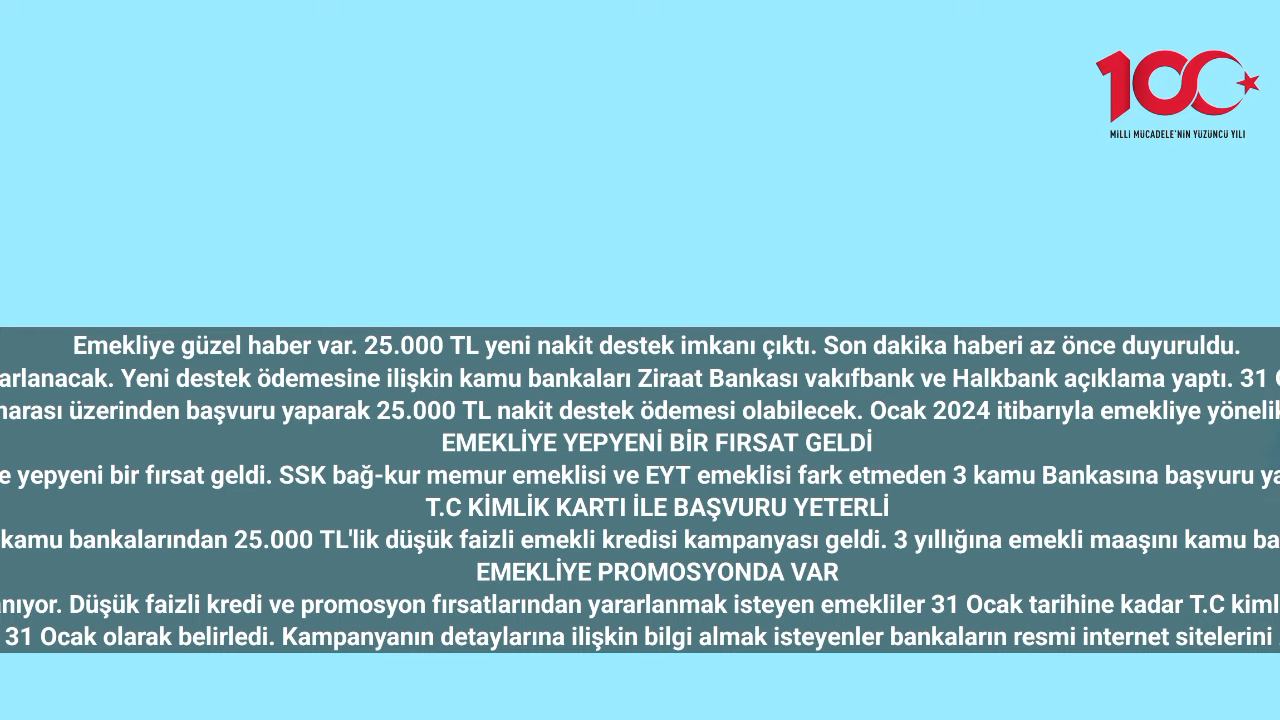 100
MİLLİ MÜCADELE'NİN YÜZÜNCÜ YILI
Emekliye güzel haber var. 25.000 TL yeni nakit destek imkanı çıktı. Son dakika haberi az önce duyuruldu.
arlanacak. Yeni destek ödemesine ilişkin kamu bankaları Ziraat Bankası vakıfbank ve Halkbank açıklama yaptı. 31
marası üzerinden başvuru yaparak 25.000 TL nakit destek ödemesi olabilecek. Ocak 2024 itibarıyla emekliye yönelik
EMEKLİYE YEPYENİ BİR FIRSAT GELDİ
e yepyeni bir fırsat geldi. SSK bağ-kur memur emeklisi ve EYT emeklisi fark etmeden 3 kamu Bankasına başvuru ya
T.C KİMLİK KARTI İLE BAŞVURU YETERLİ
kamu bankalarından 25.000 TL'lik düşük faizli emekli kredisi kampanyası geldi. 3 yıllığına emekli maaşını kamu ba
EMEKLİYE PROMOSYONDA VAR
anıyor. Düşük faizli kredi ve promosyon fırsatlarından yararlanmak isteyen emekliler 31 Ocak tarihine kadar T.C kiml
31 Ocak olarak belirledi. Kampanyanın detaylarına ilişkin bilgi almak isteyenler bankaların resmi internet sitelerini